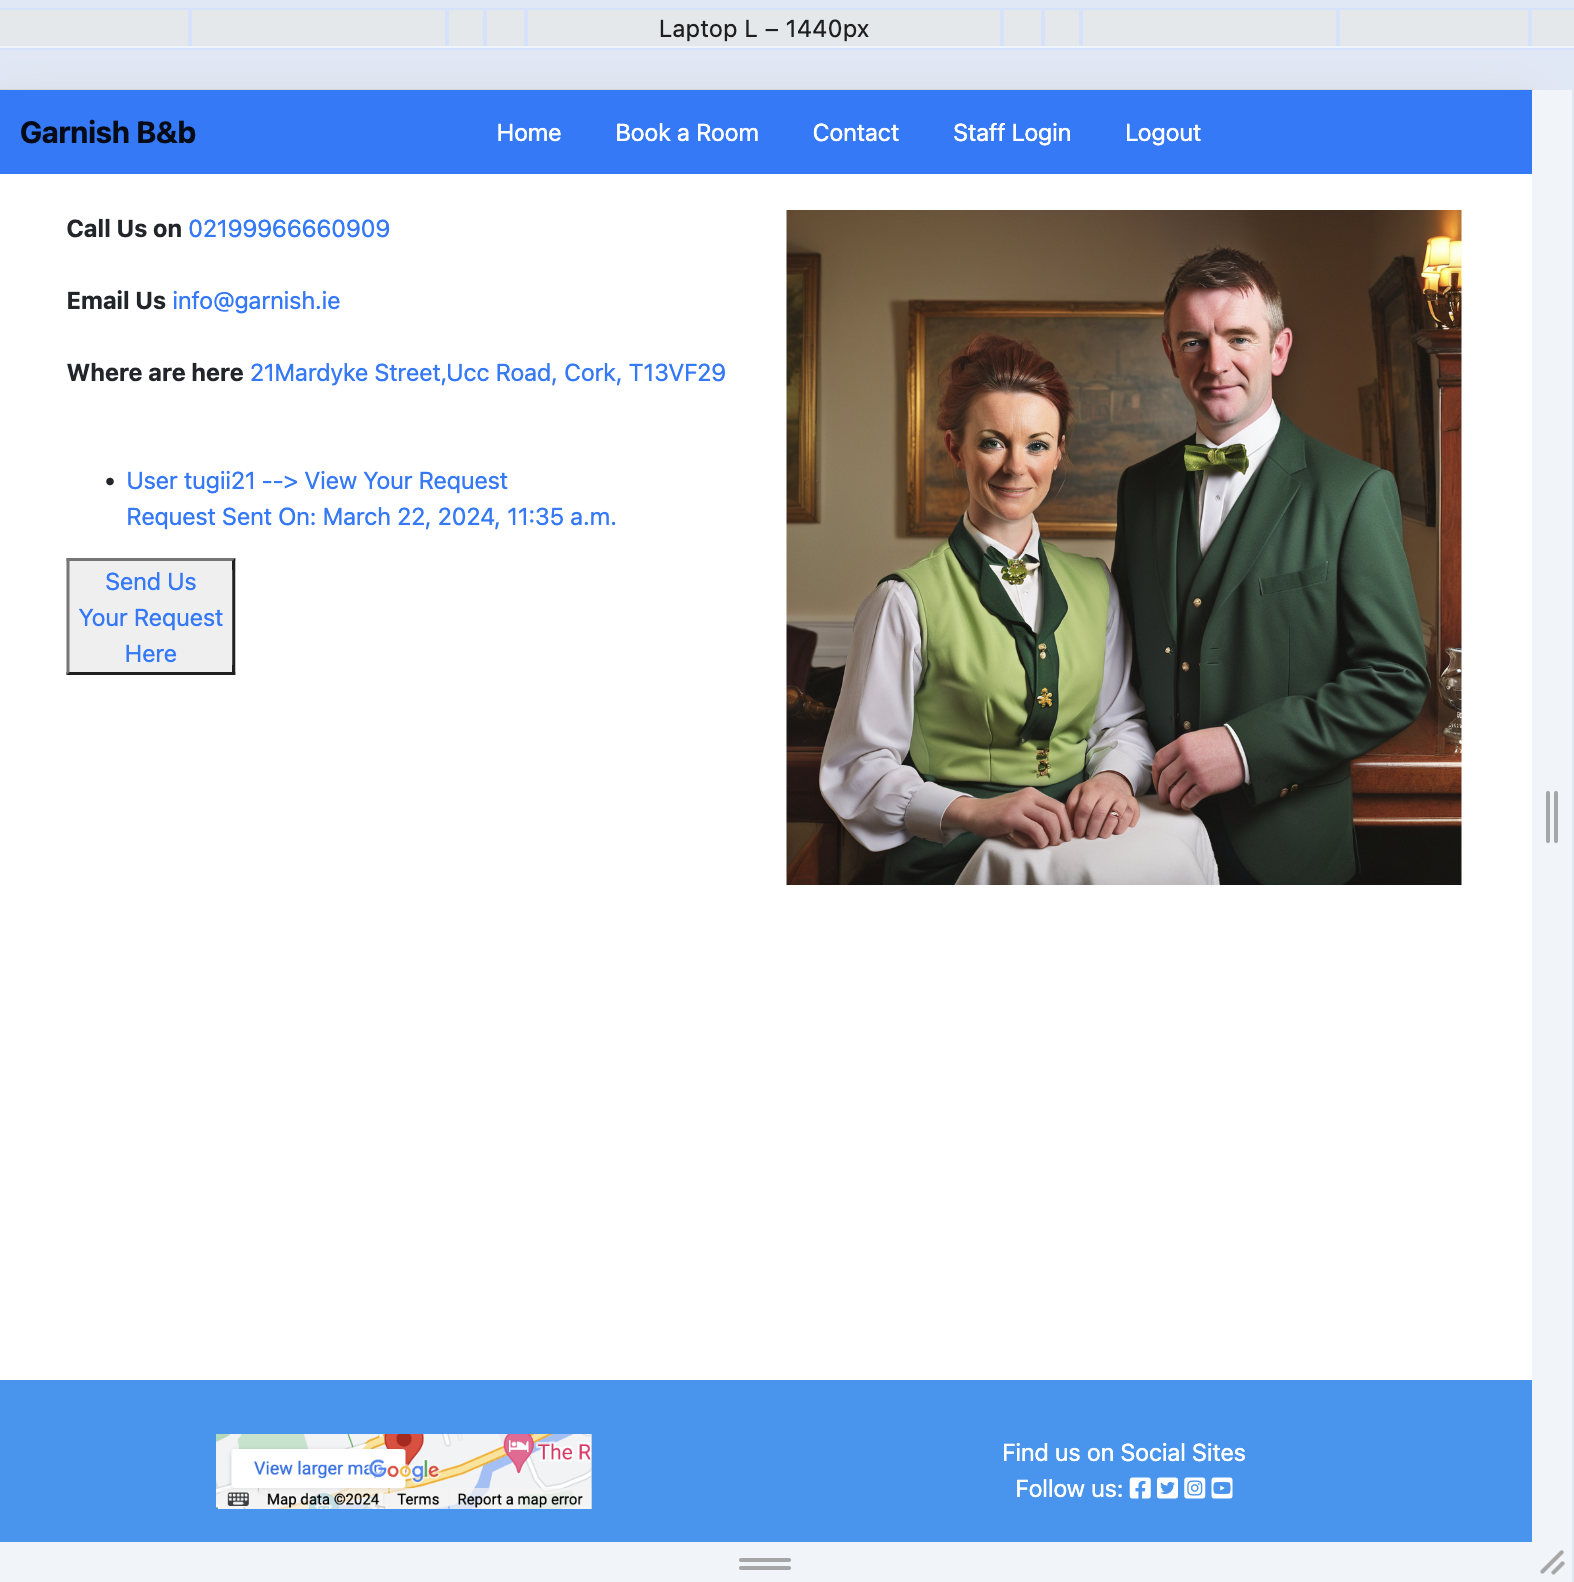 Laptop L – 1440px
Garnish B&b
Home
Book a Room
Contact
Staff Login
Logout
Call Us on 02199966660909
Email Us info@garnish.ie
Where are here 21Mardyke Street,Ucc Road, Cork, T13VF29
User tugii21 --> View Your Request
Request Sent On: March 22, 2024, 11:35 a.m.
Send Us
Your Request
Here
The R
View larger ma
Google
Map data ©2024
Terms
Report a map error
Find us on Social Sites
Follow us: